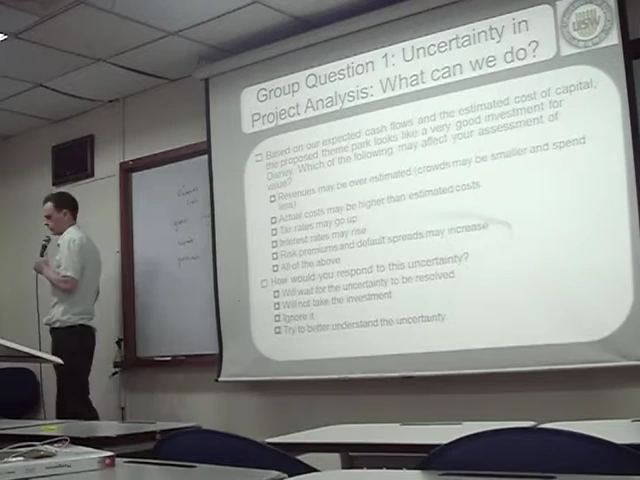 Group Question 1: Uncertainty in
Project Analysis: What can we do?
Based on our expected cash flows and the estimated cost of capital,
the proposed theme park looks like a very good investment for
Disney. Which of the following may affect your assessment of
value?
Revenues may be over estimated (crowds may be smaller and spend
less)
Actual costs may be higher than estimated costs
Tax rates may go up
Interest rates may rise
Risk premiums and default spreads may increase
All of the above
How would you respond to this uncertainty?
Will wait for the uncertainty to be resolved
Will not take the investment
Ignore it
Try to better understand the uncertainty